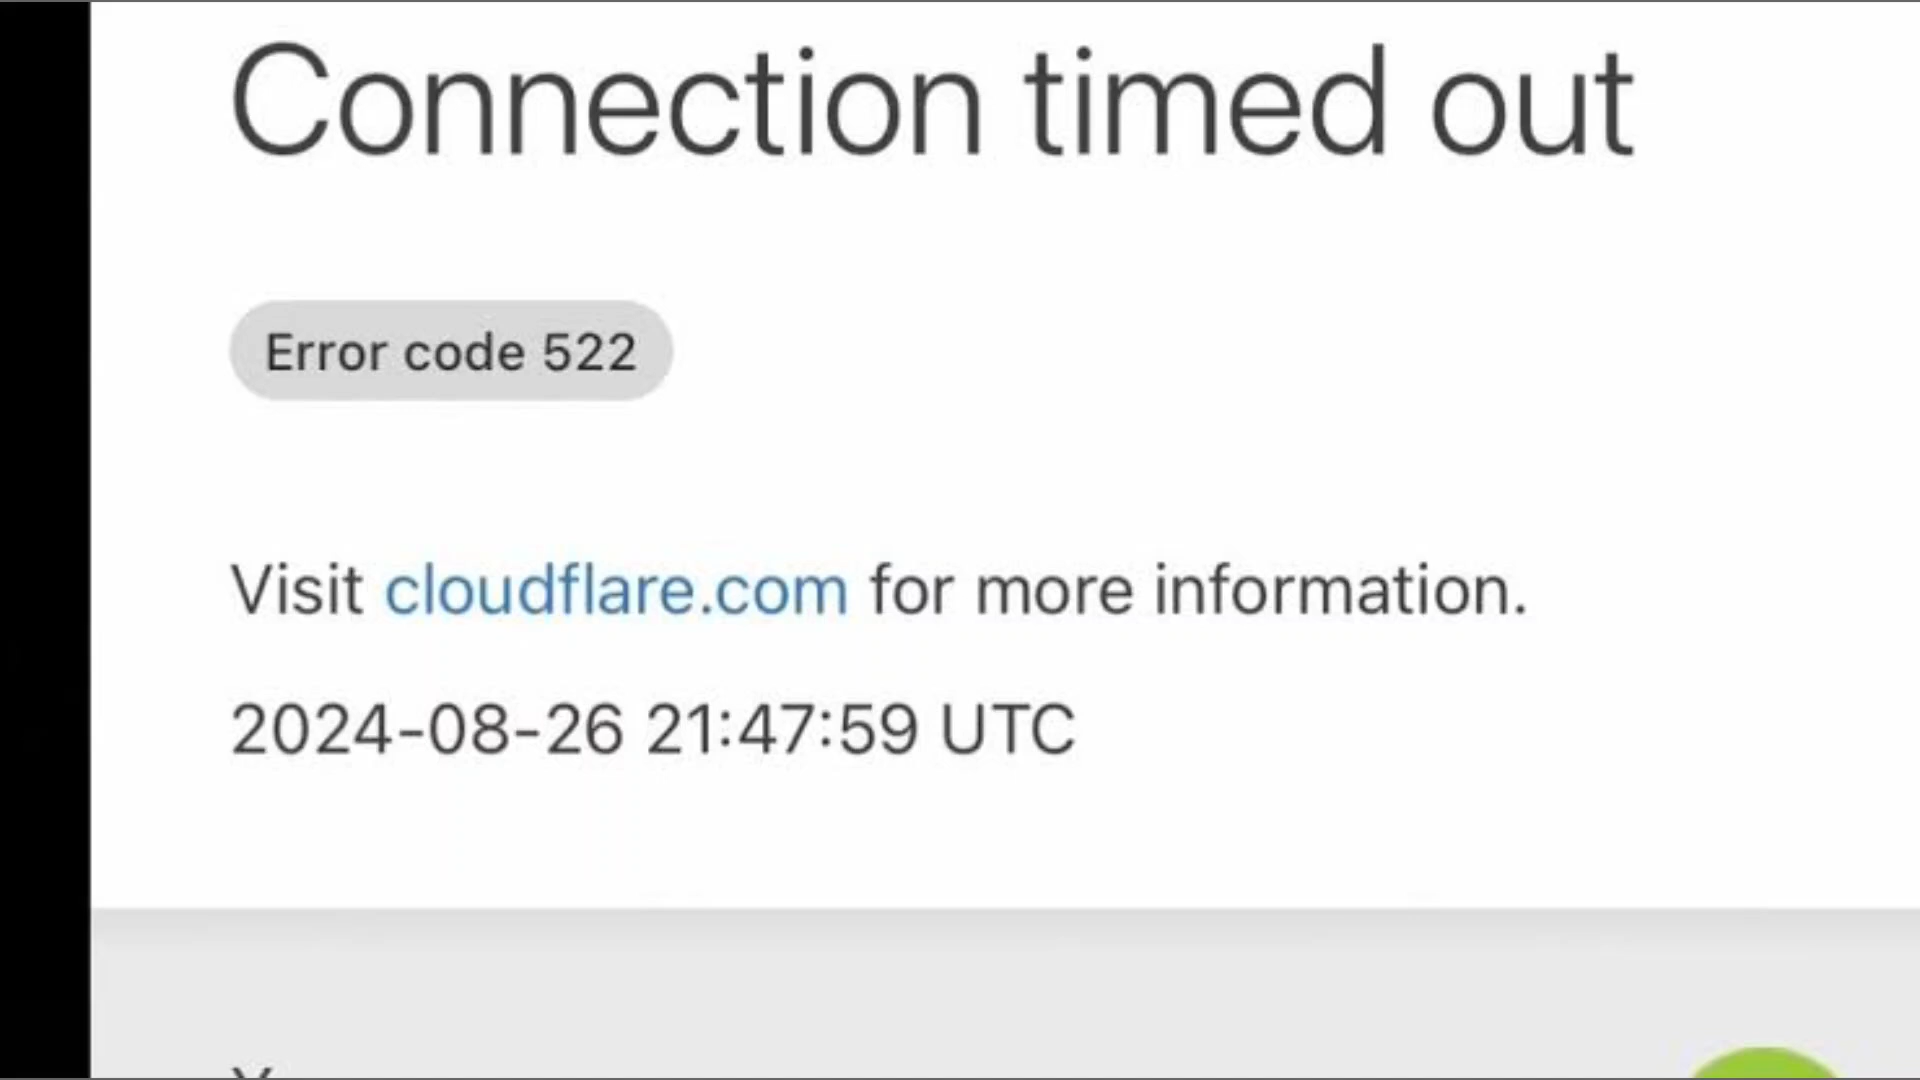 Connection timed out
Error code 522
Visit cloudflare.com for more information.
2024-08-26 21:47:59 UTC